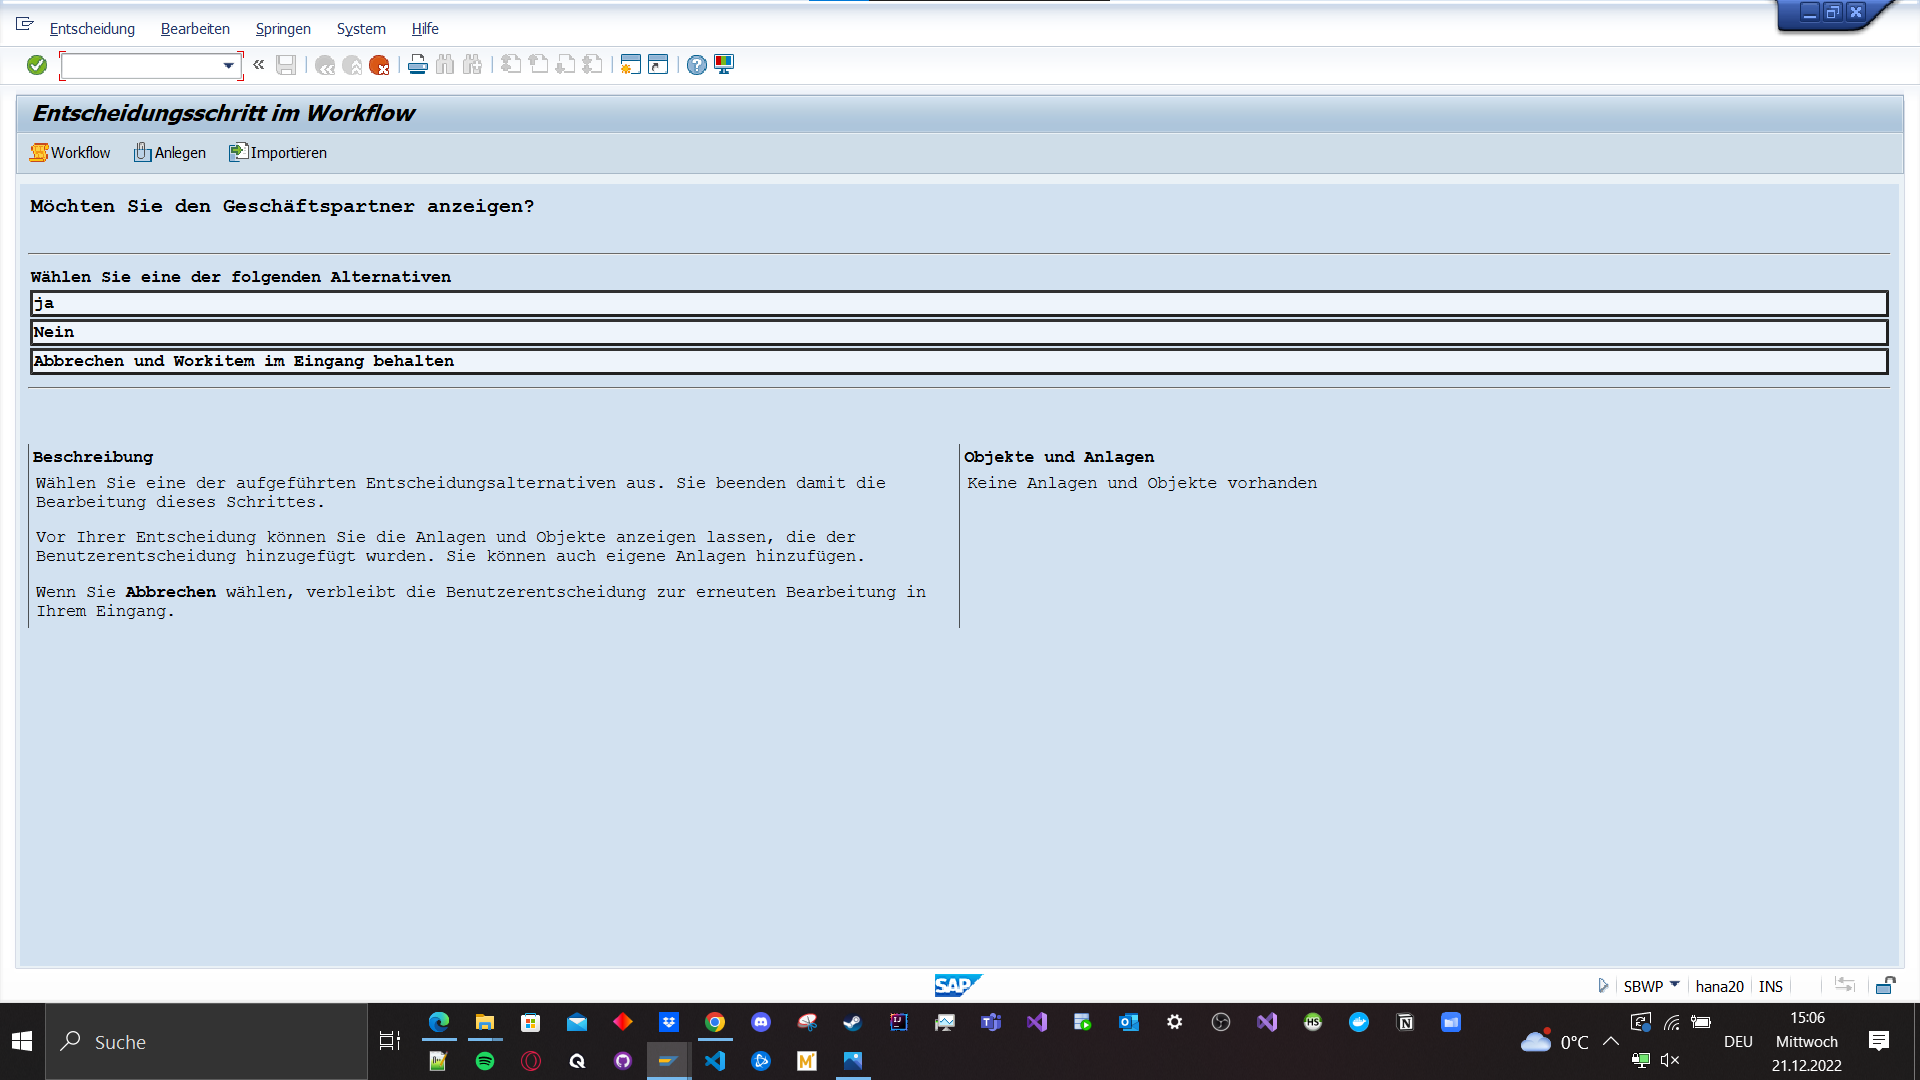 Entscheidung Bearbeiten Springen System Hilfe
Entscheidungsschritt im Workflow
Workflow Anlegen Importieren
Möchten Sie den Geschäftspartner anzeigen?
Wählen Sie eine der folgenden Alternativen
ja
Nein
Abbrechen und Workitem im Eingang behalten
Beschreibung
Wählen Sie eine der aufgeführten Entscheidungsalternativen aus. Sie beenden damit die
Bearbeitung dieses Schrittes.
Vor Ihrer Entscheidung können Sie die Anlagen und Objekte anzeigen lassen, die der
Benutzerentscheidung hinzugefügt wurden. Sie können auch eigene Anlagen hinzufügen.
Wenn Sie Abbrechen wählen, verbleibt die Benutzerentscheidung zur erneuten Bearbeitung in
Ihrem Eingang.
Objekte und Anlagen
Keine Anlagen und Objekte vorhanden
SAP
SBWP hana20 INS
Suche
HS
0°C
DEU
15:06
Mittwoch
21.12.2022